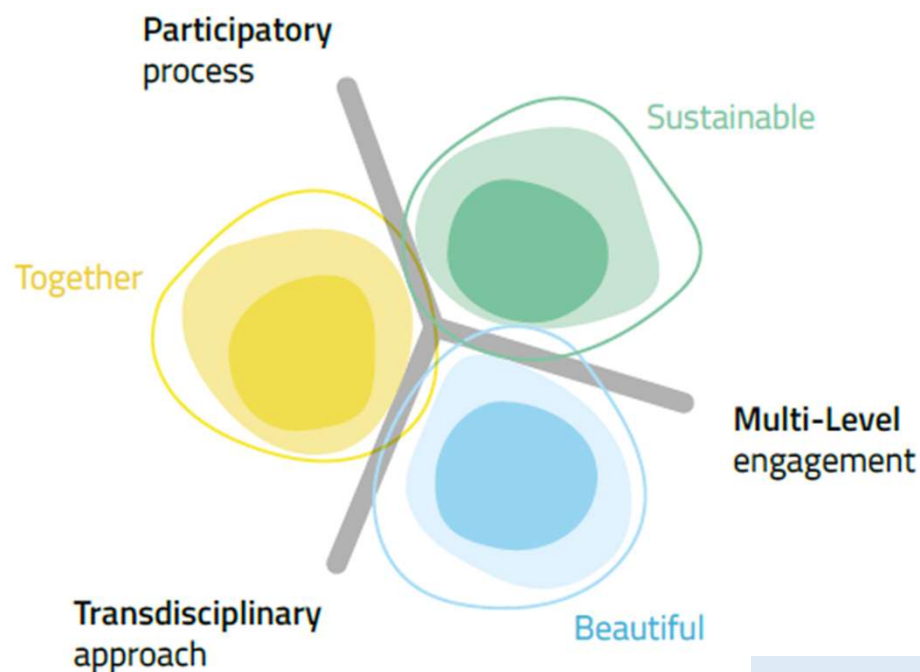 Participatory
process
Sustainable
Together
Multi-Level
engagement
Transdisciplinary
approach
Beautiful